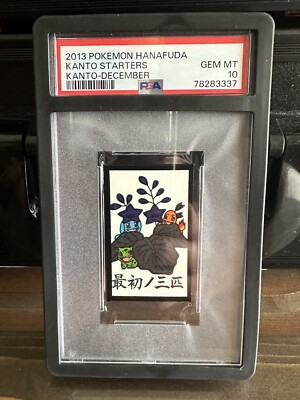 2013 POKEMON HANAFUDA
KANTO STARTERS GEM MT
KANTO-DECEMBER PSA 10
78283337
最初ノ三匹